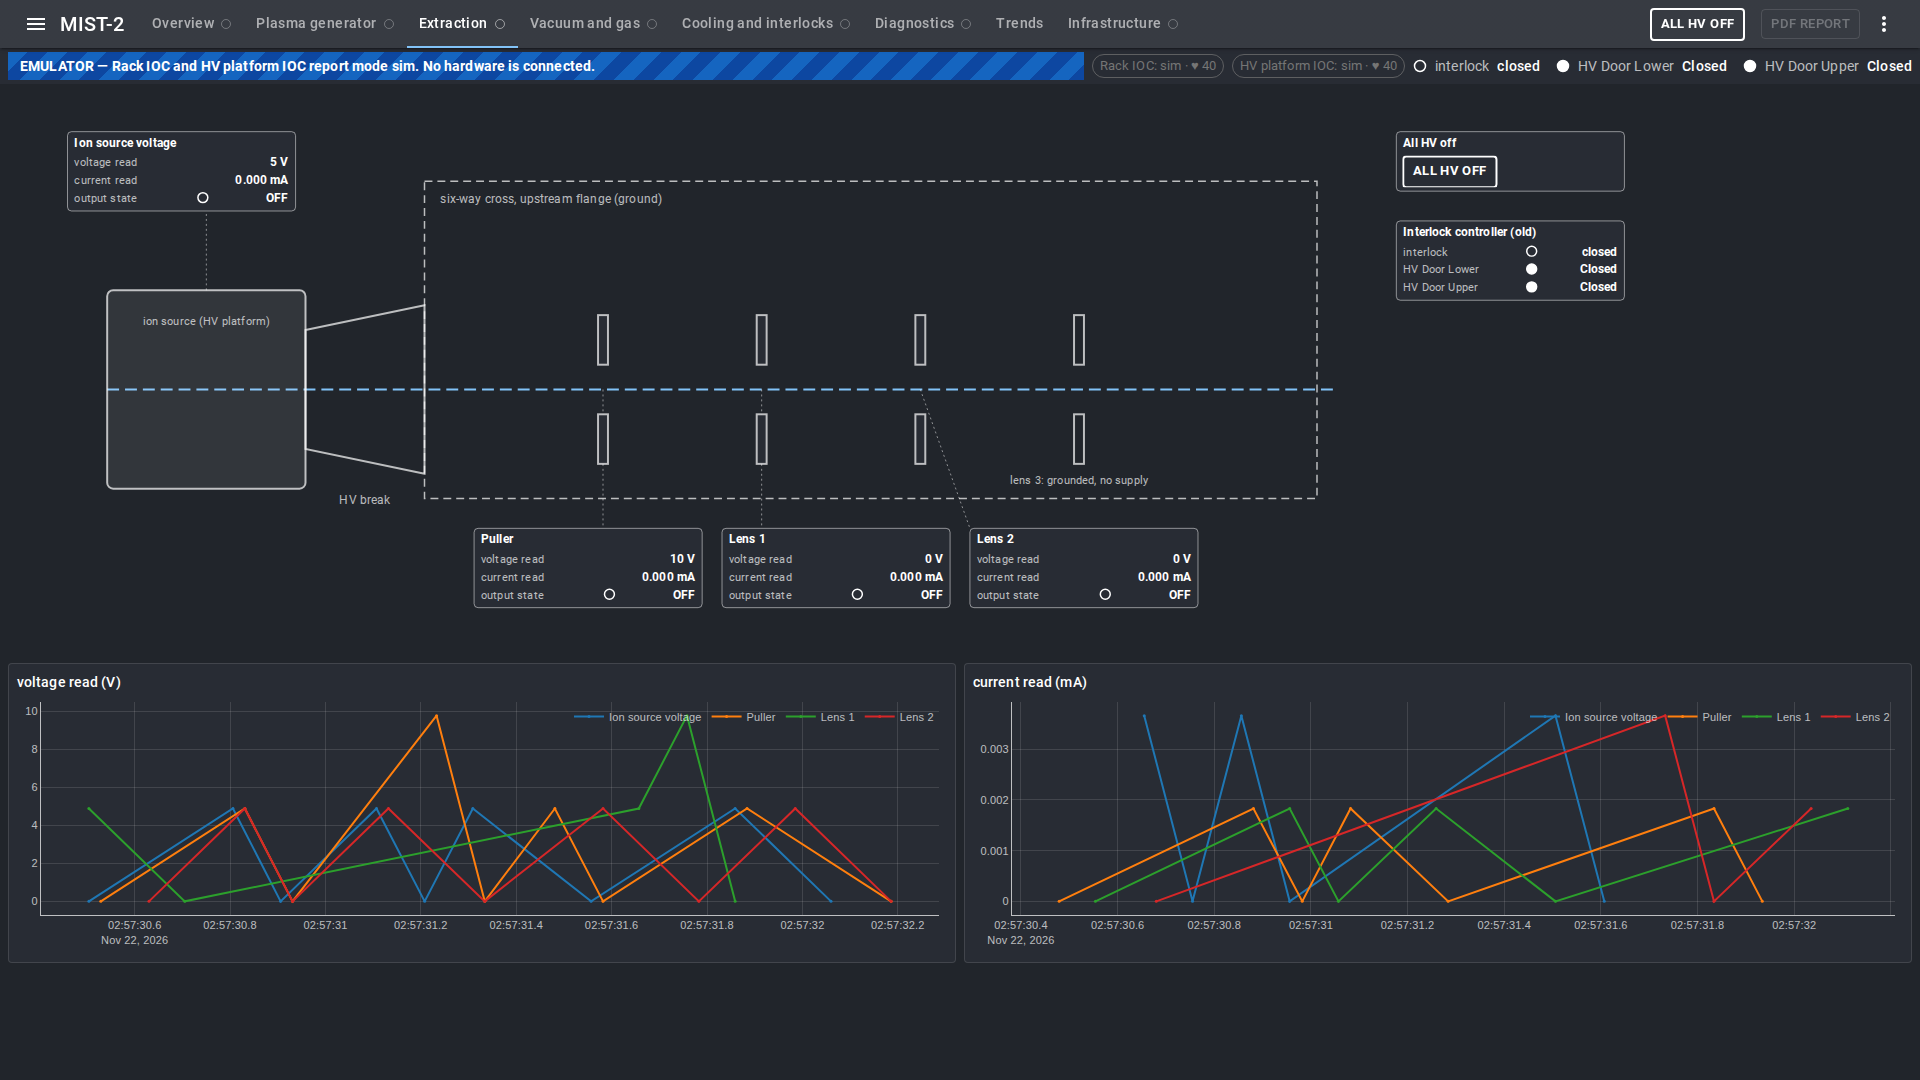 MIST-2 Overview Plasma generator Extraction Vacuum and gas Cooling and interlocks Diagnostics Trends Infrastructure ALL HV OFF PDF REPORT
EMULATOR — Rack IOC and HV platform IOC report mode sim. No hardware is connected. Rack IOC: sim · ♥ 40 HV platform IOC: sim · ♥ 40 interlock closed HV Door Lower Closed HV Door Upper Closed
Ion source voltage
voltage read 5 V
current read 0.000 mA
output state OFF
All HV off
ALL HV OFF
six-way cross, upstream flange (ground)
Interlock controller (old)
interlock closed
HV Door Lower Closed
HV Door Upper Closed
ion source (HV platform)
lens 3: grounded, no supply
HV break
Puller
voltage read 10 V
current read 0.000 mA
output state OFF
Lens 1
voltage read 0 V
current read 0.000 mA
output state OFF
Lens 2
voltage read 0 V
current read 0.000 mA
output state OFF
voltage read (V)
Ion source voltage Puller Lens 1 Lens 2
10
8
6
4
2
0
02:57:30.6 02:57:30.8 02:57:31 02:57:31.2 02:57:31.4 02:57:31.6 02:57:31.8 02:57:32 02:57:32.2
Nov 22, 2026
current read (mA)
Ion source voltage Puller Lens 1 Lens 2
0.003
0.002
0.001
0
02:57:30.4 02:57:30.6 02:57:30.8 02:57:31 02:57:31.2 02:57:31.4 02:57:31.6 02:57:31.8 02:57:32
Nov 22, 2026